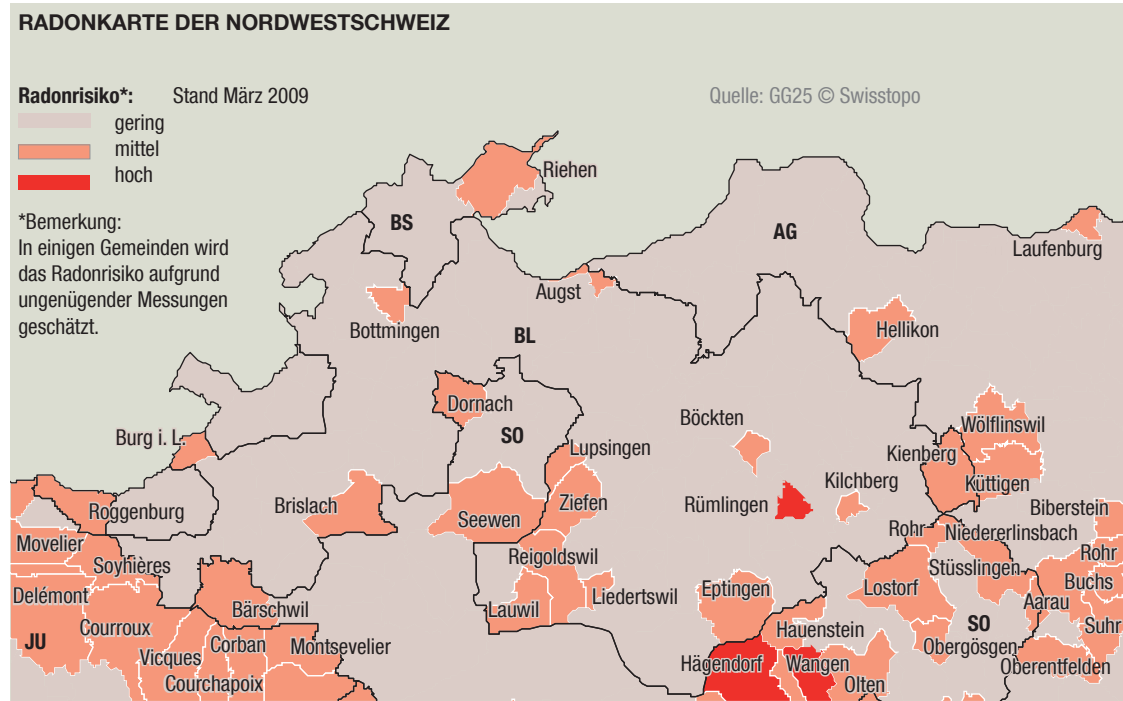 RADONKARTE DER NORDWESTSCHWEIZ
Radonrisiko*: Stand März 2009
Quelle: GG25 © Swisstopo
gering
mittel
hoch
*Bemerkung:
In einigen Gemeinden wird
das Radonrisiko aufgrund
ungenügender Messungen
geschätzt.
Riehen
BS
AG
Laufenburg
Augst
Bottmingen
BL
Hellikon
Dornach
Böckten
Wölflinswil
Burg i. L.
SO
Lupsingen
Kienberg
Küttigen
Roggenburg
Brislach
Seewen
Ziefen
Rümlingen
Kilchberg
Biberstein
Rohr
Niedererlinsbach
Movelier
Soyhières
Reigoldswil
Stüsslingen
Rohr
Delémont
Bärschwil
Lauwil
Liedertswil
Eptingen
Lostorf
Buchs
Aarau
JU
Courroux
Corban
Montsevelier
Hauenstein
SO
Suhr
Vicques
Obergösgen
Hägendorf
Wangen
Oberentfelden
Courchapoix
Olten